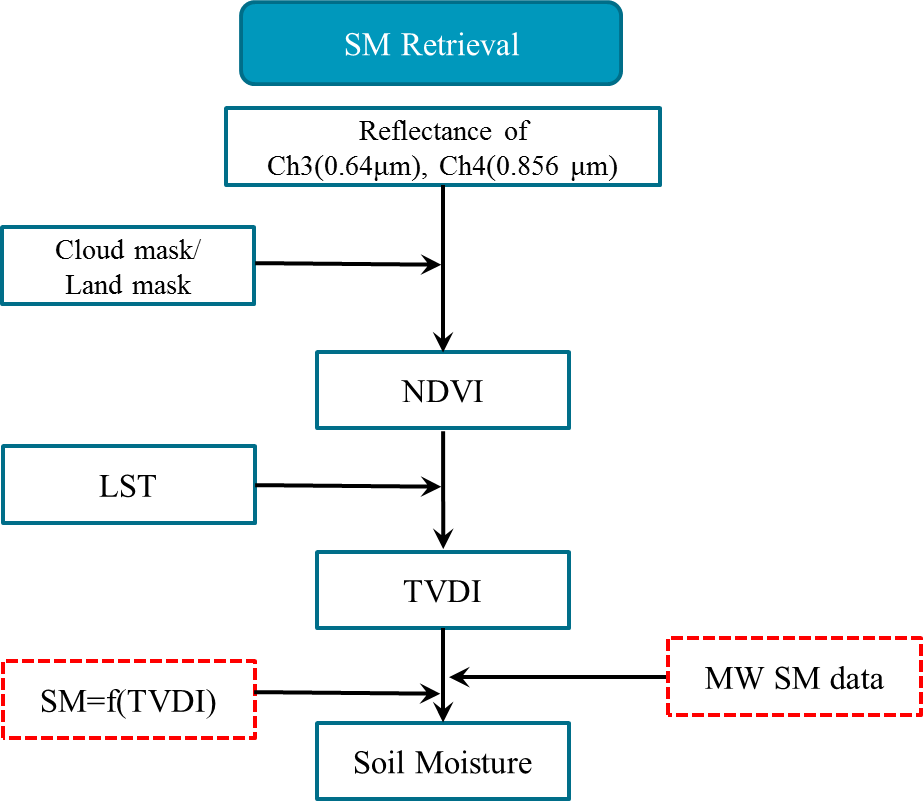 SM Retrieval
Reflectance of
Ch3(0.64μm), Ch4(0.856 μm)
Cloud mask/
Land mask
NDVI
LST
TVDI
SM=f(TVDI)
MW SM data
Soil Moisture